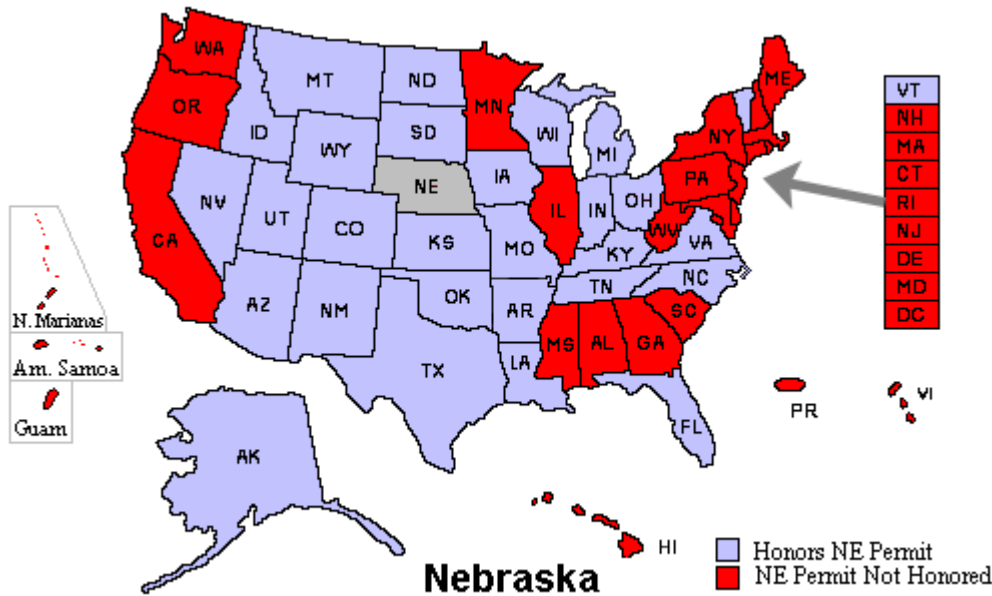 WA
MT
ND
MN
ME
VT
OR
ID
SD
WI
NY
NH
WY
MI
MA
IA
PA
CT
NE
NV
OH
RI
IL
IN
UT
CO
WV
NJ
CA
KS
MO
VA
KY
DE
NC
TN
MD
AZ
NM
OK
AR
SC
DC
N. Marianas
MS
AL
GA
LA
Am. Samoa
TX
PR
VI
Guam
FL
AK
HI
Honors NE Permit
Nebraska
NE Permit Not Honored